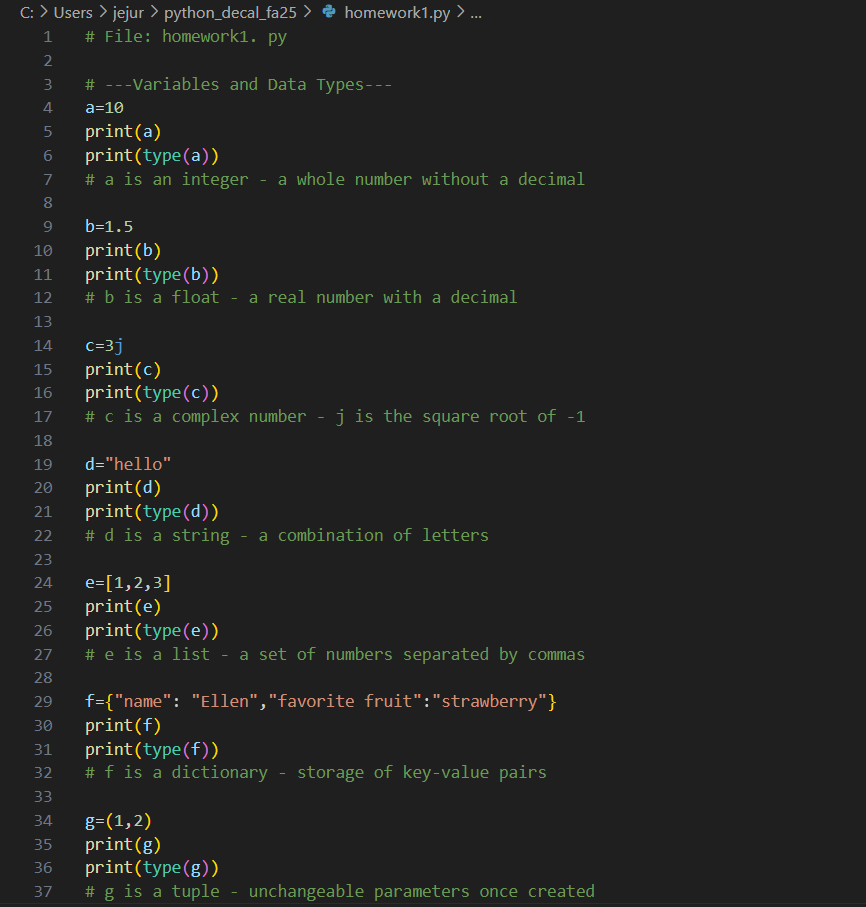 C: > Users > jejur > python_decal_fa25 > homework1.py > ...
1 # File: homework1. py
2
3 # ---Variables and Data Types---
4 a=10
5 print(a)
6 print(type(a))
7 # a is an integer - a whole number without a decimal
8
9 b=1.5
10 print(b)
11 print(type(b))
12 # b is a float - a real number with a decimal
13
14 c=3j
15 print(c)
16 print(type(c))
17 # c is a complex number - j is the square root of -1
18
19 d="hello"
20 print(d)
21 print(type(d))
22 # d is a string - a combination of letters
23
24 e=[1,2,3]
25 print(e)
26 print(type(e))
27 # e is a list - a set of numbers separated by commas
28
29 f={"name": "Ellen","favorite fruit":"strawberry"}
30 print(f)
31 print(type(f))
32 # f is a dictionary - storage of key-value pairs
33
34 g=(1,2)
35 print(g)
36 print(type(g))
37 # g is a tuple - unchangeable parameters once created